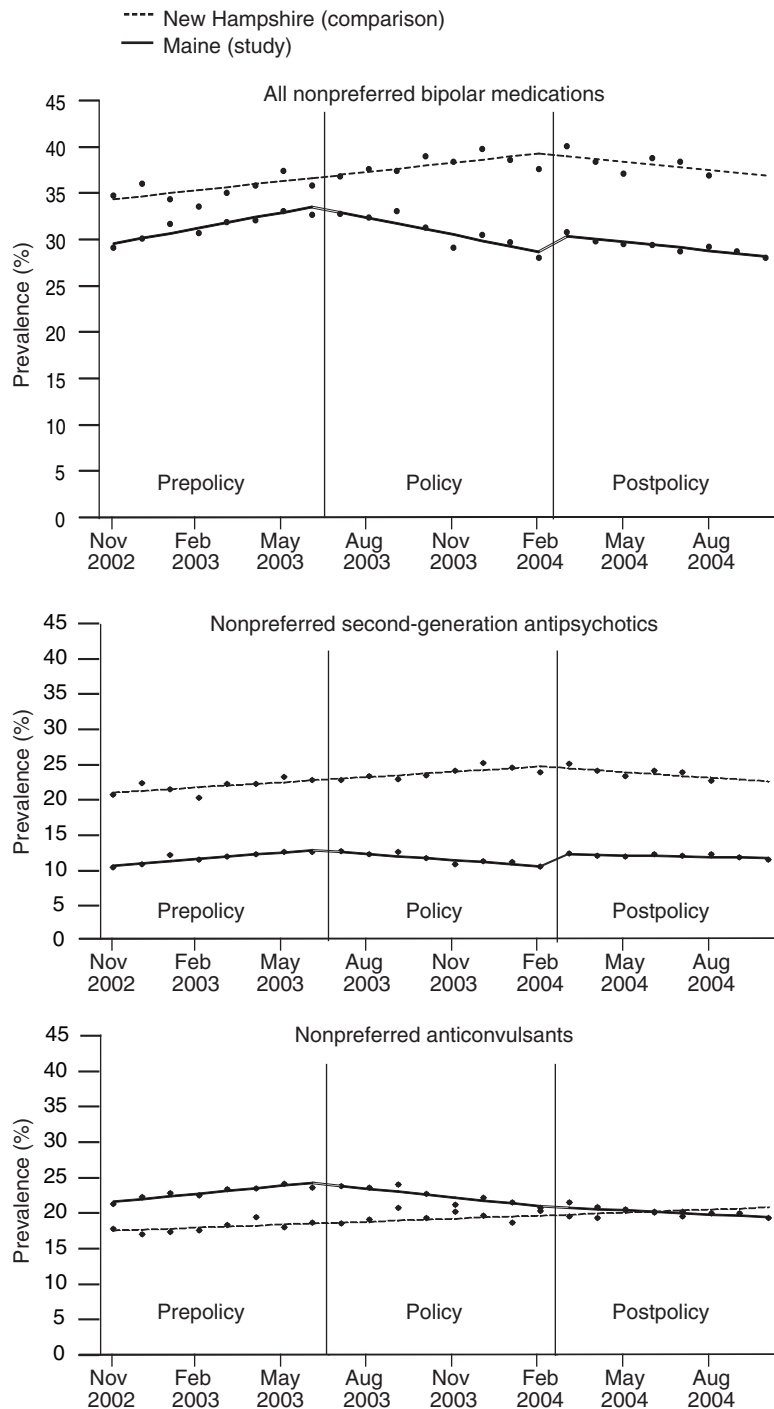 New Hampshire (comparison)
Maine (study)
All nonpreferred bipolar medications
Prevalence (%)
45
40
35
30
25
20
15
10
5
0
Prepolicy Policy Postpolicy
Nov Feb May Aug Nov Feb May Aug
2002 2003 2003 2003 2003 2004 2004 2004
Nonpreferred second-generation antipsychotics
Prevalence (%)
45
40
35
30
25
20
15
10
5
0
Prepolicy Policy Postpolicy
Nov Feb May Aug Nov Feb May Aug
2002 2003 2003 2003 2003 2004 2004 2004
Nonpreferred anticonvulsants
Prevalence (%)
45
40
35
30
25
20
15
10
5
0
Prepolicy Policy Postpolicy
Nov Feb May Aug Nov Feb May Aug
2002 2003 2003 2003 2003 2004 2004 2004